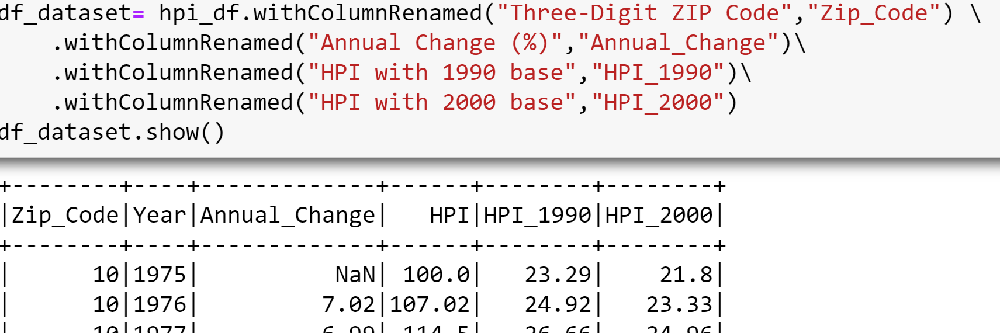 df_dataset= hpi_df.withColumnRenamed("Three-Digit ZIP Code","Zip_Code") \
    .withColumnRenamed("Annual Change (%)","Annual_Change")\
    .withColumnRenamed("HPI with 1990 base","HPI_1990")\
    .withColumnRenamed("HPI with 2000 base","HPI_2000")
df_dataset.show()
+--------+----+-------------+------+--------+--------+
|Zip_Code|Year|Annual_Change|   HPI|HPI_1990|HPI_2000|
+--------+----+-------------+------+--------+--------+
|      10|1975|          NaN| 100.0|   23.29|    21.8|
|      10|1976|         7.02|107.02|   24.92|   23.33|
|      10|1977|         6.99| 114.5|   26.66|   24.96|